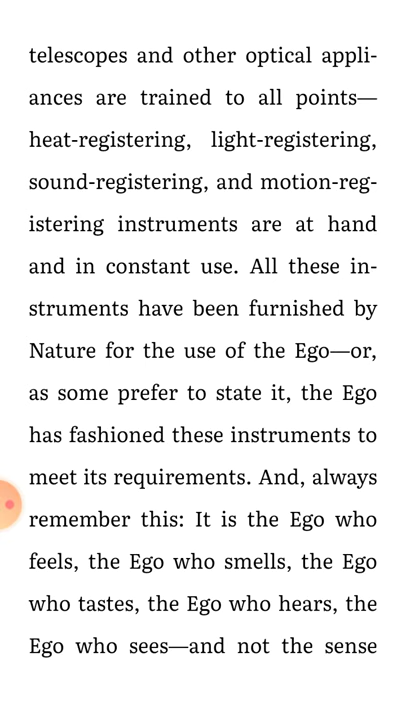 telescopes and other optical appli-
ances are trained to all points—
heat-registering, light-registering,
sound-registering, and motion-reg-
istering instruments are at hand
and in constant use. All these in-
struments have been furnished by
Nature for the use of the Ego—or,
as some prefer to state it, the Ego
has fashioned these instruments to
meet its requirements. And, always
remember this: It is the Ego who
feels, the Ego who smells, the Ego
who tastes, the Ego who hears, the
Ego who sees—and not the sense